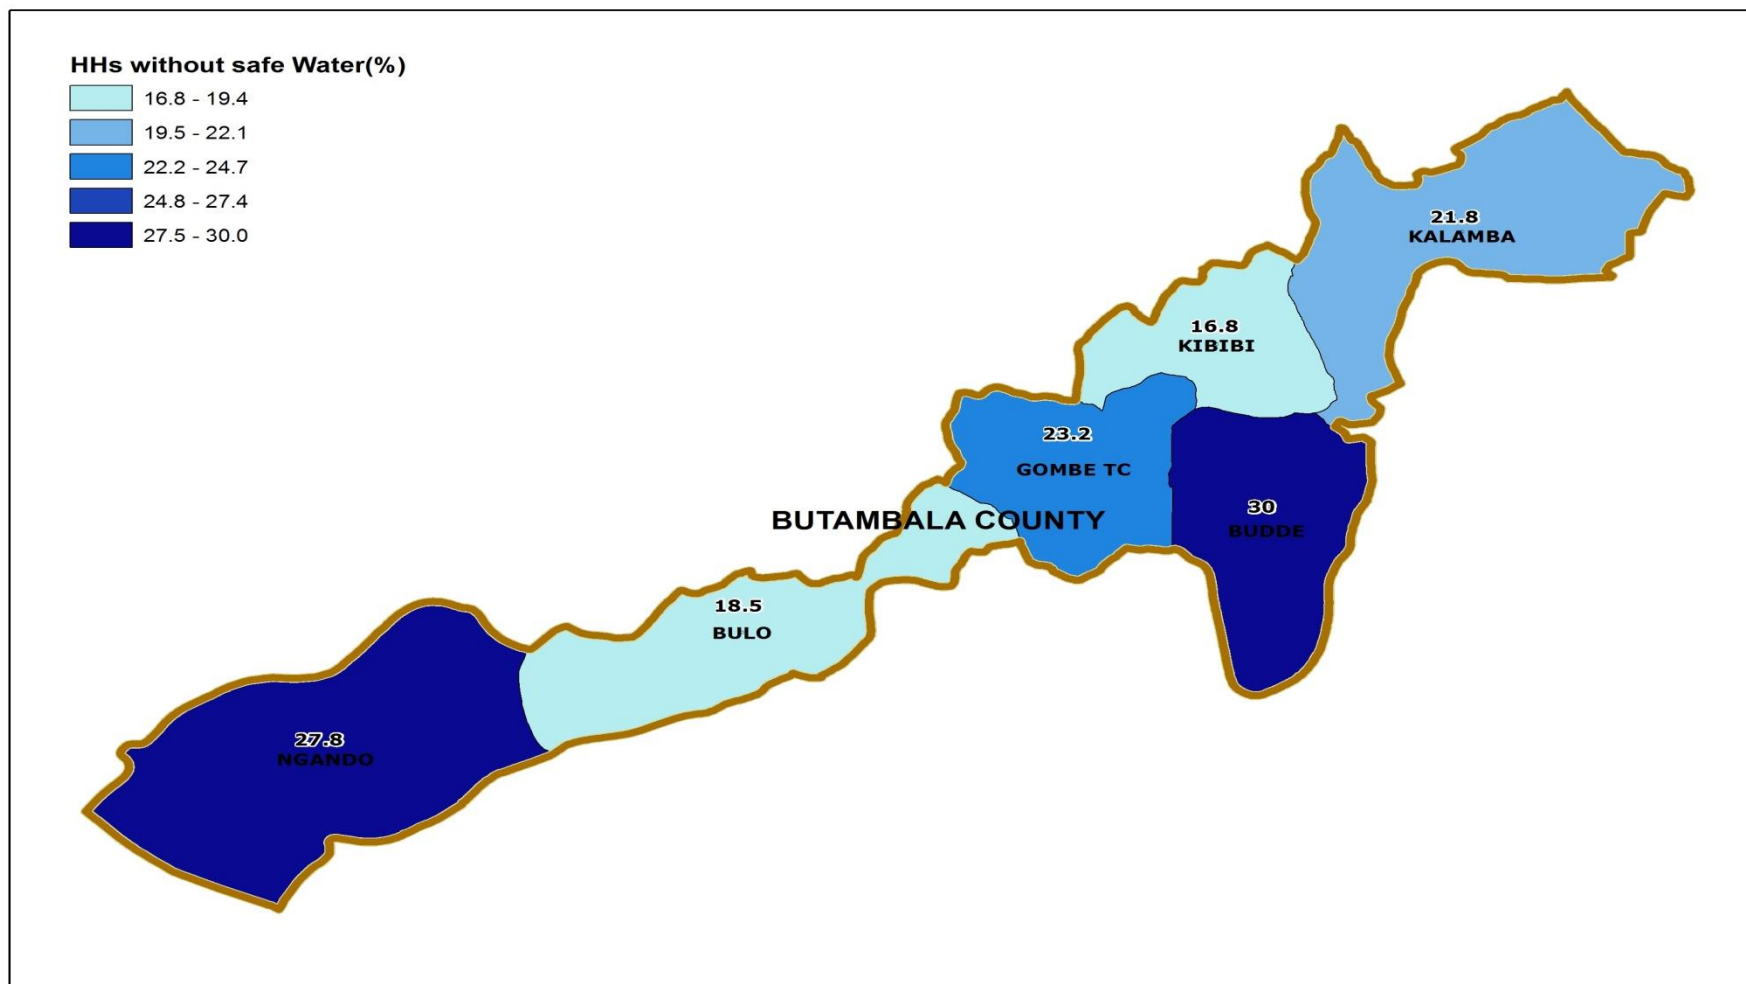 HHs without safe Water(%)
16.8 - 19.4
19.5 - 22.1
22.2 - 24.7
24.8 - 27.4
27.5 - 30.0
21.8
KALAMBA
16.8
KIBIBI
23.2
GOMBE TC
30
BUDDE
BUTAMBALA COUNTY
18.5
BULO
27.8
NGANDO